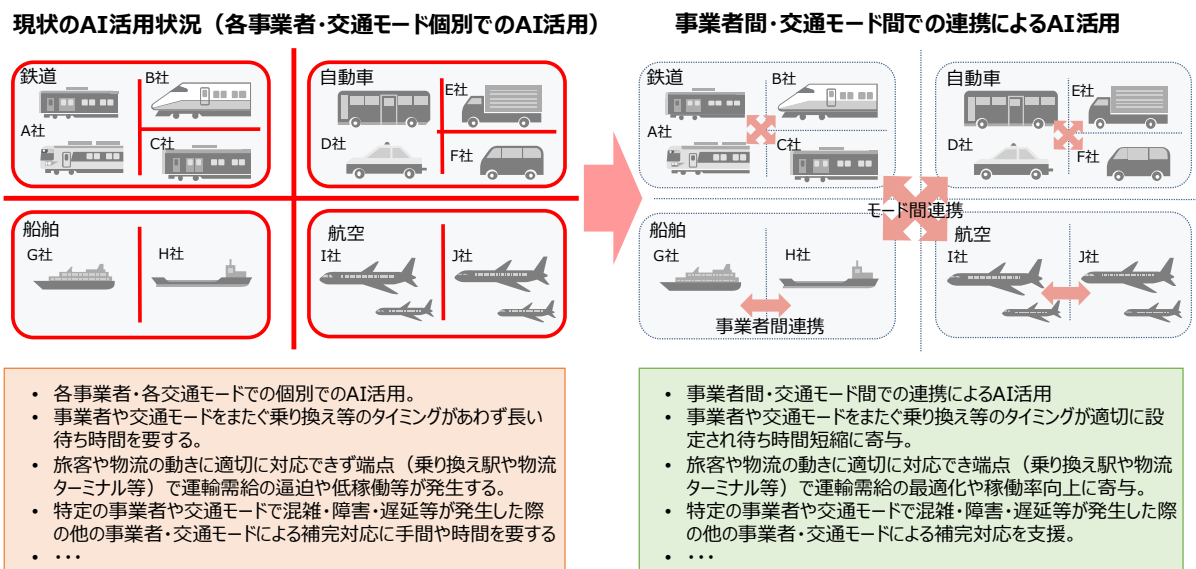 現状のAI活用状況（各事業者・交通モード個別でのAI活用）
鉄道
B社
A社
C社
自動車
E社
D社
F社
船舶
G社
H社
航空
I社
J社
・ 各事業者・各交通モードでの個別でのAI活用。
・ 事業者や交通モードをまたぐ乗り換え等のタイミングがあわず長い
待ち時間を要する。
・ 旅客や物流の動きに適切に対応できず端点（乗り換え駅や物流
ターミナル等）で運輸需給の逼迫や低稼働等が発生する。
・ 特定の事業者や交通モードで混雑・障害・遅延等が発生した際
の他の事業者・交通モードによる補完対応に手間や時間を要する
・ ・・・
事業者間・交通モード間での連携によるAI活用
鉄道
B社
A社
C社
自動車
E社
D社
F社
モード間連携
船舶
G社
H社
事業者間連携
航空
I社
J社
・ 事業者間・交通モード間での連携によるAI活用
・ 事業者や交通モードをまたぐ乗り換え等のタイミングが適切に設
定され待ち時間短縮に寄与。
・ 旅客や物流の動きに適切に対応でき端点（乗り換え駅や物流
ターミナル等）で運輸需給の最適化や稼働率向上に寄与。
・ 特定の事業者や交通モードで混雑・障害・遅延等が発生した際
の他の事業者・交通モードによる補完対応を支援。
・ ・・・